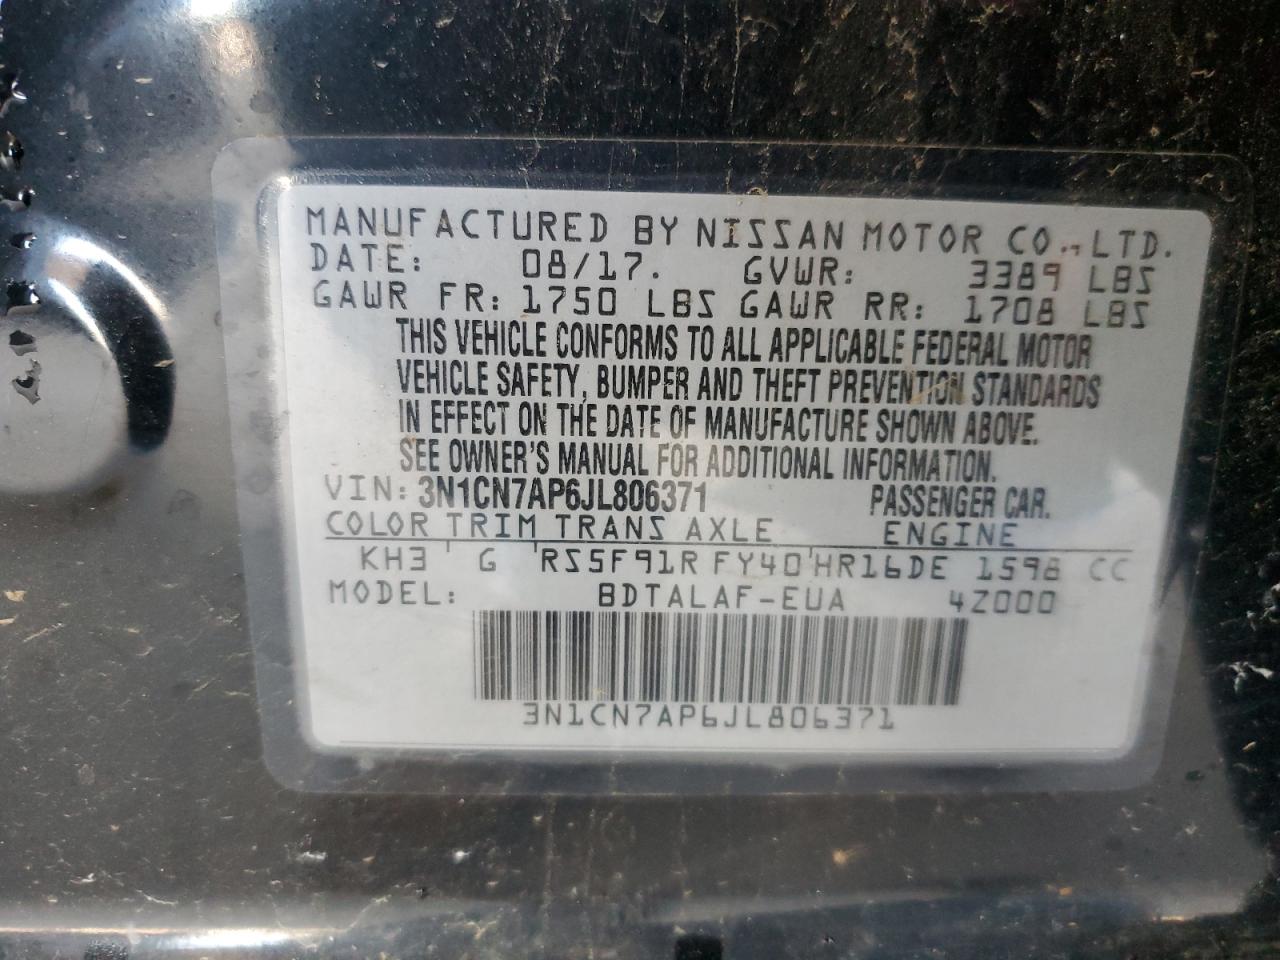 MANUFACTURED BY NISSAN MOTOR CO., LTD.
DATE: 08/17. GVWR: 3389 LBS
GAWR FR: 1750 LBS GAWR RR: 1708 LBS
THIS VEHICLE CONFORMS TO ALL APPLICABLE FEDERAL MOTOR
VEHICLE SAFETY, BUMPER AND THEFT PREVENTION STANDARDS
IN EFFECT ON THE DATE OF MANUFACTURE SHOWN ABOVE.
SEE OWNER'S MANUAL FOR ADDITIONAL INFORMATION.
VIN: 3N1CN7AP6JL806371 PASSENGER CAR.
COLOR TRIM TRANS AXLE ENGINE
KH3 ' G ' RS5F91R FY40 ' HR16DE 1598 CC
MODEL: BDTALAF-EUA 4Z000
3N1CN7AP6JL806371